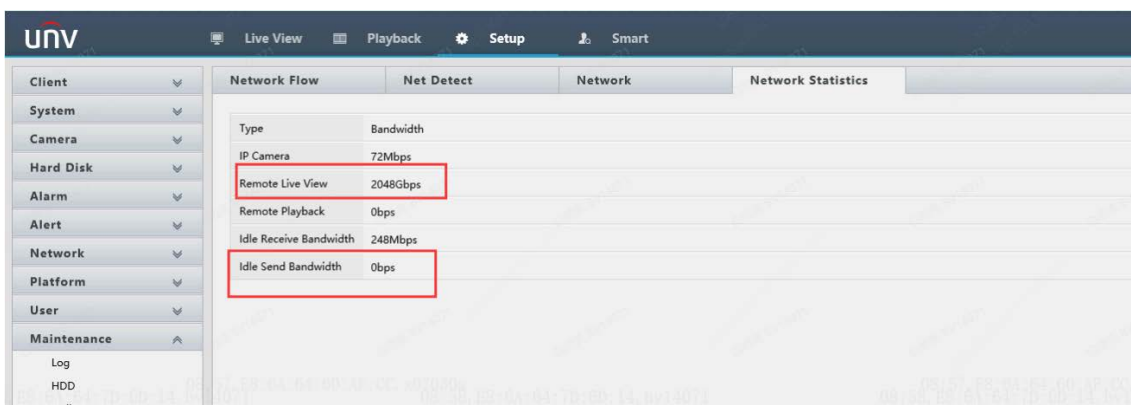 unv
Live View Playback Setup Smart
Client
System
Camera
Hard Disk
Alarm
Alert
Network
Platform
User
Maintenance
Log
HDD
Network Flow Net Detect Network Network Statistics
Type Bandwidth
IP Camera 72Mbps
Remote Live View 2048Gbps
Remote Playback 0bps
Idle Receive Bandwidth 248Mbps
Idle Send Bandwidth 0bps